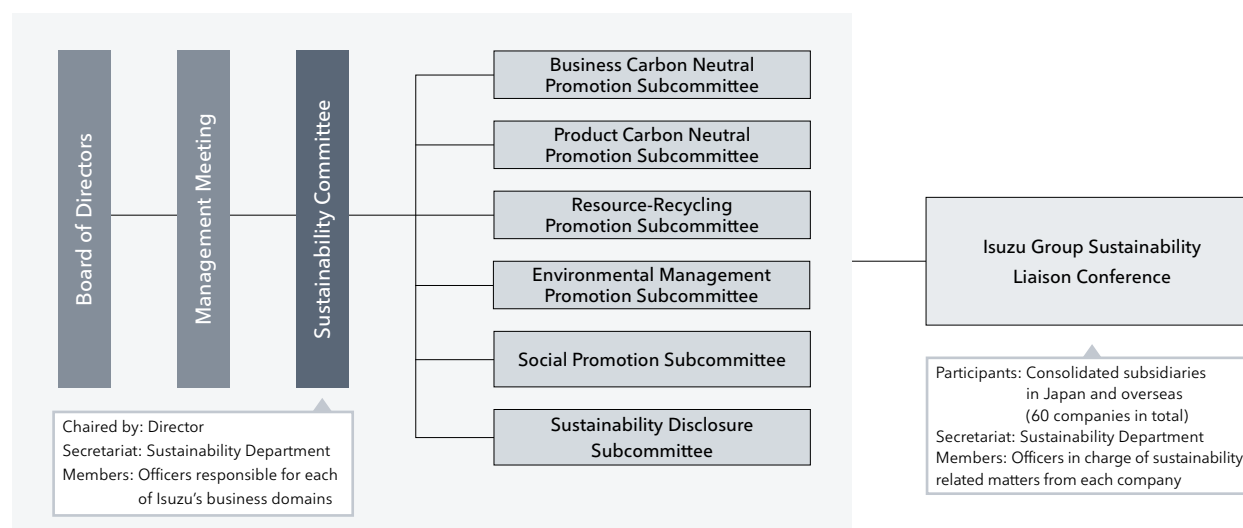 Board of Directors
Management Meeting
Sustainability Committee
Chaired by: Director
Secretariat: Sustainability Department
Members: Officers responsible for each
of Isuzu's business domains
Business Carbon Neutral
Promotion Subcommittee
Product Carbon Neutral
Promotion Subcommittee
Resource-Recycling
Promotion Subcommittee
Environmental Management
Promotion Subcommittee
Social Promotion Subcommittee
Sustainability Disclosure
Subcommittee
Isuzu Group Sustainability
Liaison Conference
Participants: Consolidated subsidiaries
in Japan and overseas
(60 companies in total)
Secretariat: Sustainability Department
Members: Officers in charge of sustainability
related matters from each company